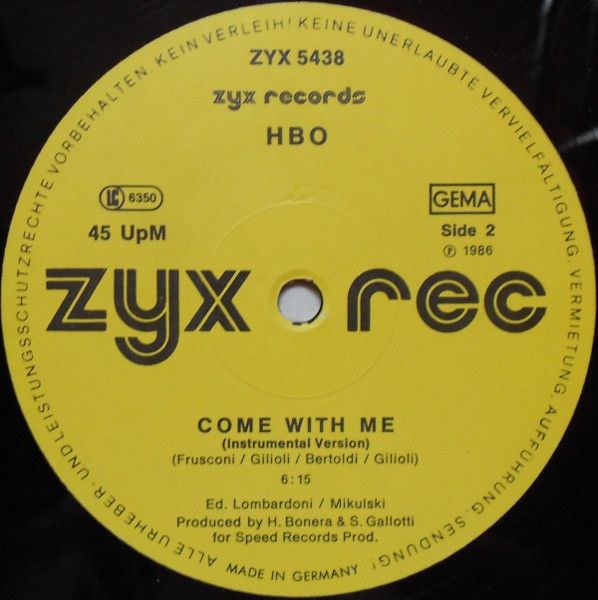 ALLE URHEBER- UND LEISTUNGSSCHUTZRECHTE VORBEHALTEN. KEIN VERLEIH! KEINE UNERLAUBTE VERVIELFÄLTIGUNG, VERMIETUNG, AUFFÜHRUNG, SENDUNG!
ZYX 5438
zyx records
HBO
LC 6350
GEMA
45 UpM
Side 2
℗ 1986
zyx rec
COME WITH ME
(Instrumental Version)
(Frusconi / Gilioli / Bertoldi / Gilioli)
6:15
Ed. Lombardoni / Mikulski
Produced by H. Bonera & S. Gallotti
for Speed Records Prod.
MADE IN GERMANY